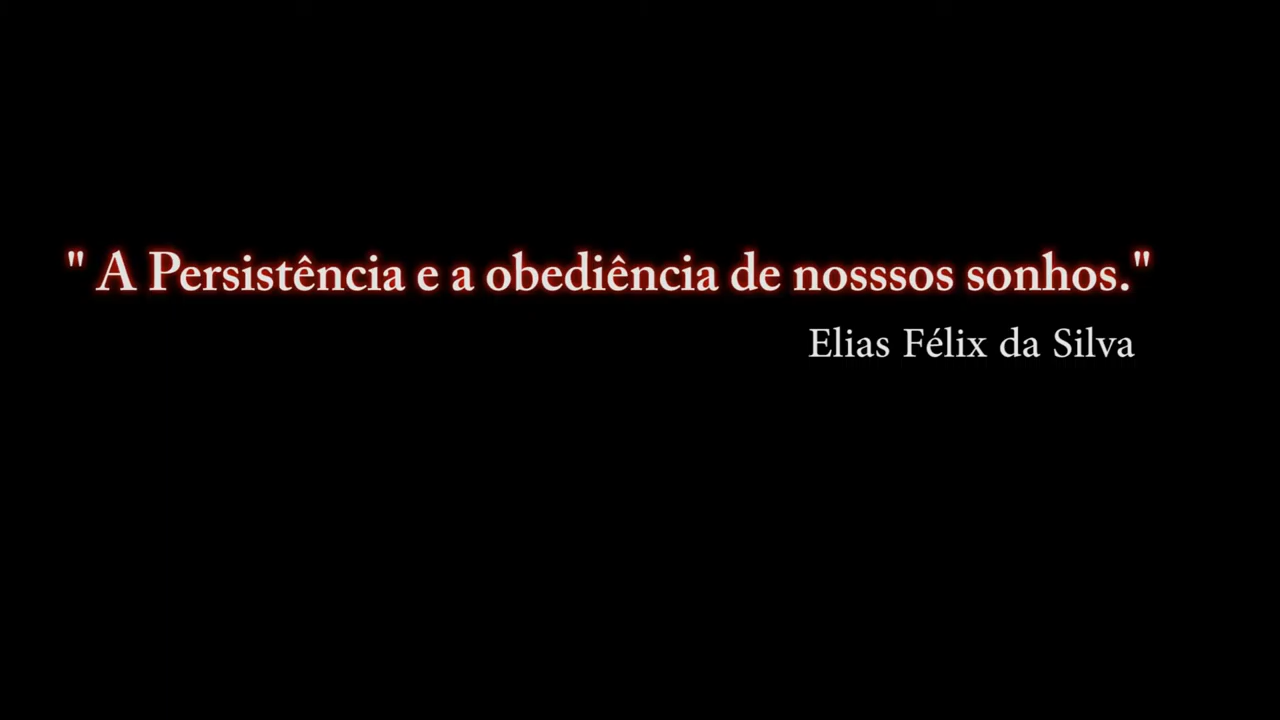 " A Persistência e a obediência de nosssos sonhos."
Elias Félix da Silva